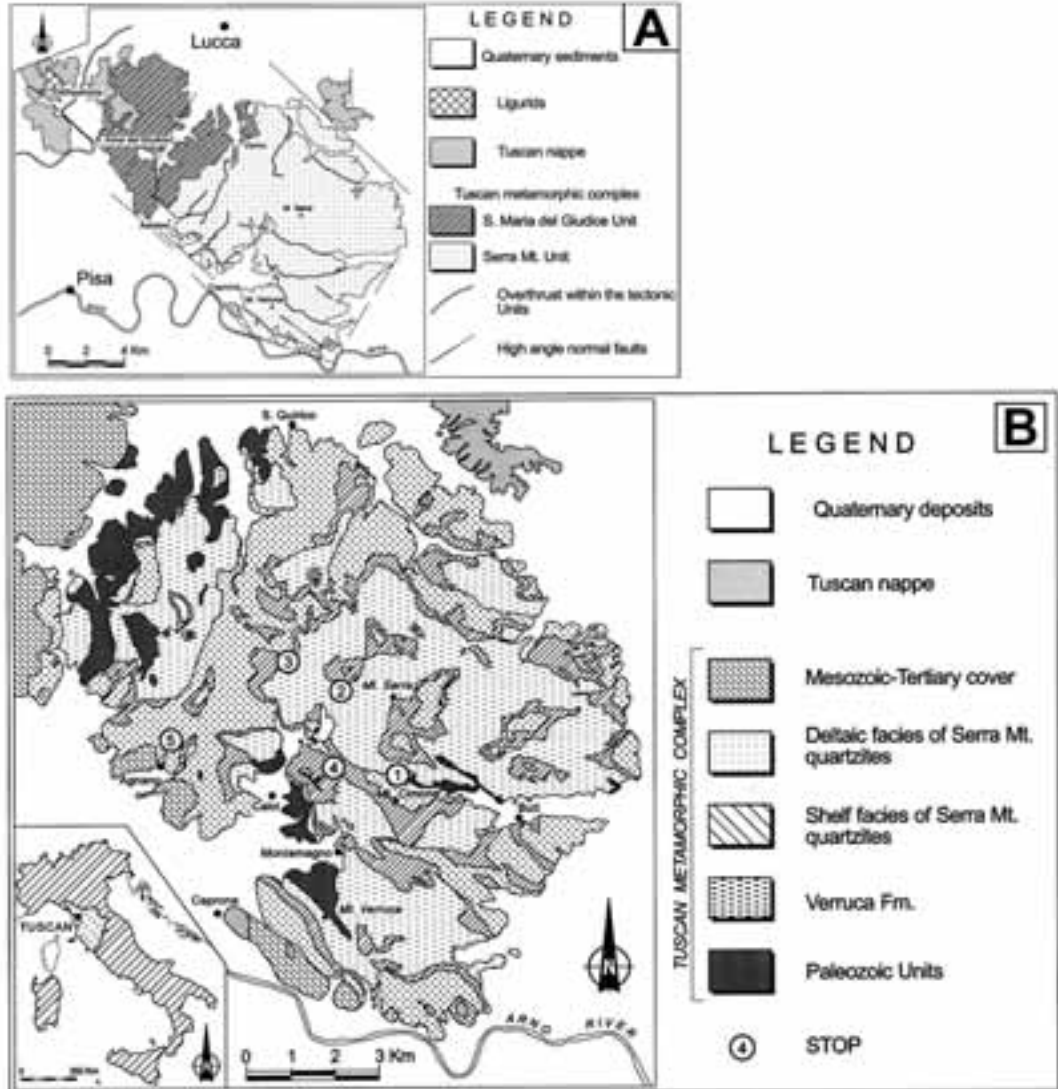 A
LEGEND
Lucca
Quaternary sediments
Ligurids
Tuscan nappe
Tuscan metamorphic complex
S. Maria del Giudice Unit
Serra Mt. Unit
Overthrust within the tectonic
Units
High angle normal faults
Pisa
0 2 4 Km
B
LEGEND
S. Quirico
Quaternary deposits
Tuscan nappe
TUSCAN METAMORPHIC COMPLEX
Mesozoic-Tertiary cover
Deltaic facies of Serra Mt.
quartzites
Shelf facies of Serra Mt.
quartzites
Verruca Fm.
Paleozoic Units
4 STOP
3
2
Mt. Serra
5
4
1
Buti
Montemagno
Caprona
Mt. Verruca
TUSCANY
N
ARNO RIVER
0 1 2 3 Km